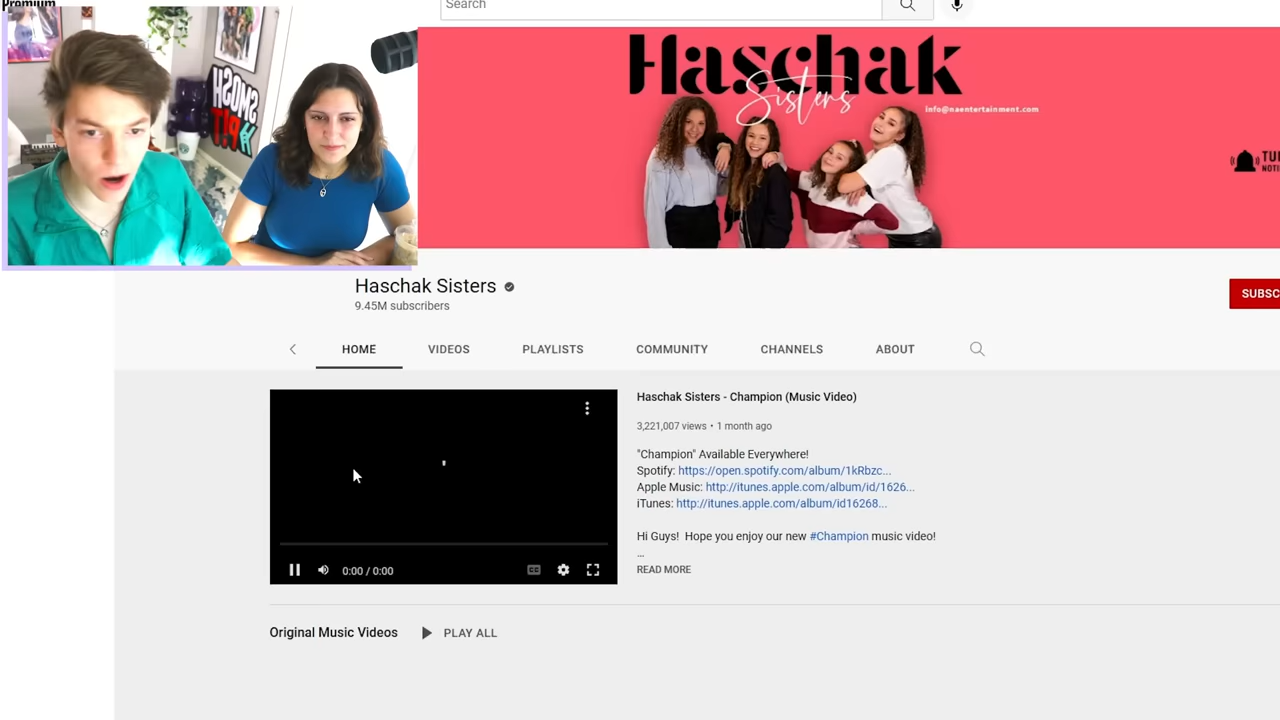 Premium
Search
SMOSH
PIT
Haschak
Sisters
info@naentertainment.com
Haschak Sisters
9.45M subscribers
SUBSC
HOME
VIDEOS
PLAYLISTS
COMMUNITY
CHANNELS
ABOUT
Haschak Sisters - Champion (Music Video)
3,221,007 views • 1 month ago
"Champion" Available Everywhere!
Spotify: https://open.spotify.com/album/1kRbzc...
Apple Music: http://itunes.apple.com/album/id/1626...
iTunes: http://itunes.apple.com/album/id16268...
Hi Guys! Hope you enjoy our new #Champion music video!
...
READ MORE
0:00 / 0:00
CC
Original Music Videos
PLAY ALL